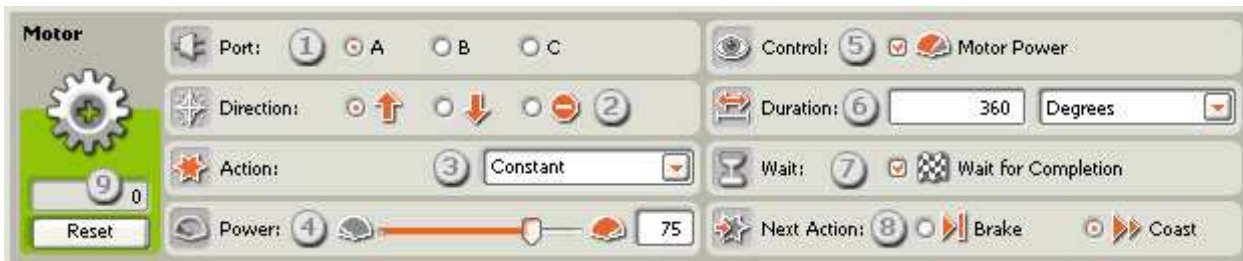 Motor
Port: 1 A B C
Direction: 2
Action: 3 Constant
Power: 4 75
9 0
Reset
Control: 5 Motor Power
Duration: 6 360 Degrees
Wait: 7 Wait for Completion
Next Action: 8 Brake Coast